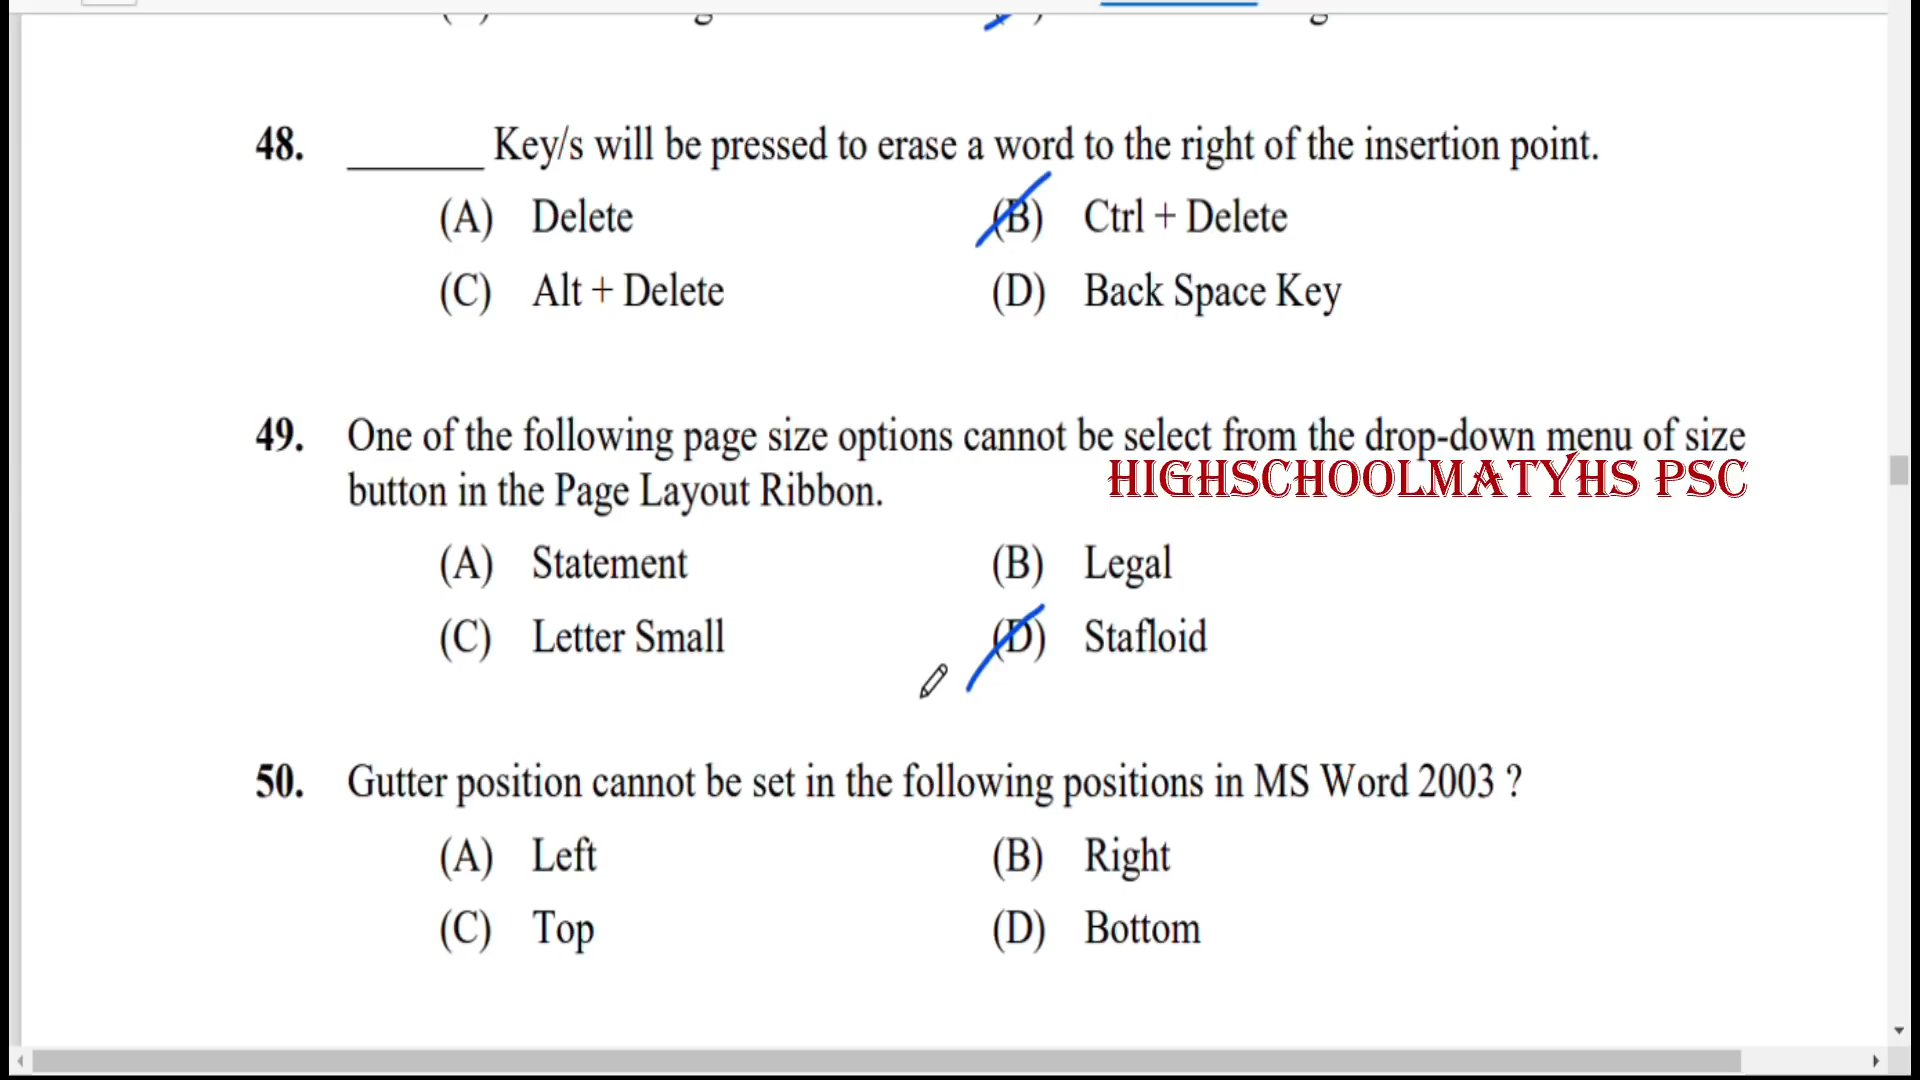 48. ______ Key/s will be pressed to erase a word to the right of the insertion point.
(A) Delete (B) Ctrl + Delete
(C) Alt + Delete (D) Back Space Key
49. One of the following page size options cannot be select from the drop-down menu of size
button in the Page Layout Ribbon.
HIGHSCHOOLMATYHS PSC
(A) Statement (B) Legal
(C) Letter Small (D) Stafloid
50. Gutter position cannot be set in the following positions in MS Word 2003 ?
(A) Left (B) Right
(C) Top (D) Bottom